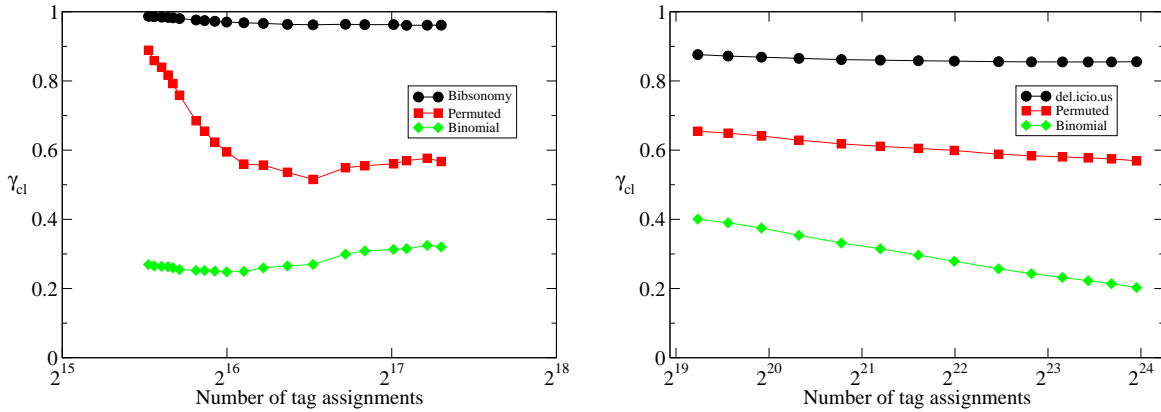 1
0.8
0.6
0.4
0.2
0
γcl
Bibsonomy
Permuted
Binomial
2^15
2^16
2^17
2^18
Number of tag assignments
1
0.8
0.6
0.4
0.2
0
γcl
del.icio.us
Permuted
Binomial
2^19
2^20
2^21
2^22
2^23
2^24
Number of tag assignments